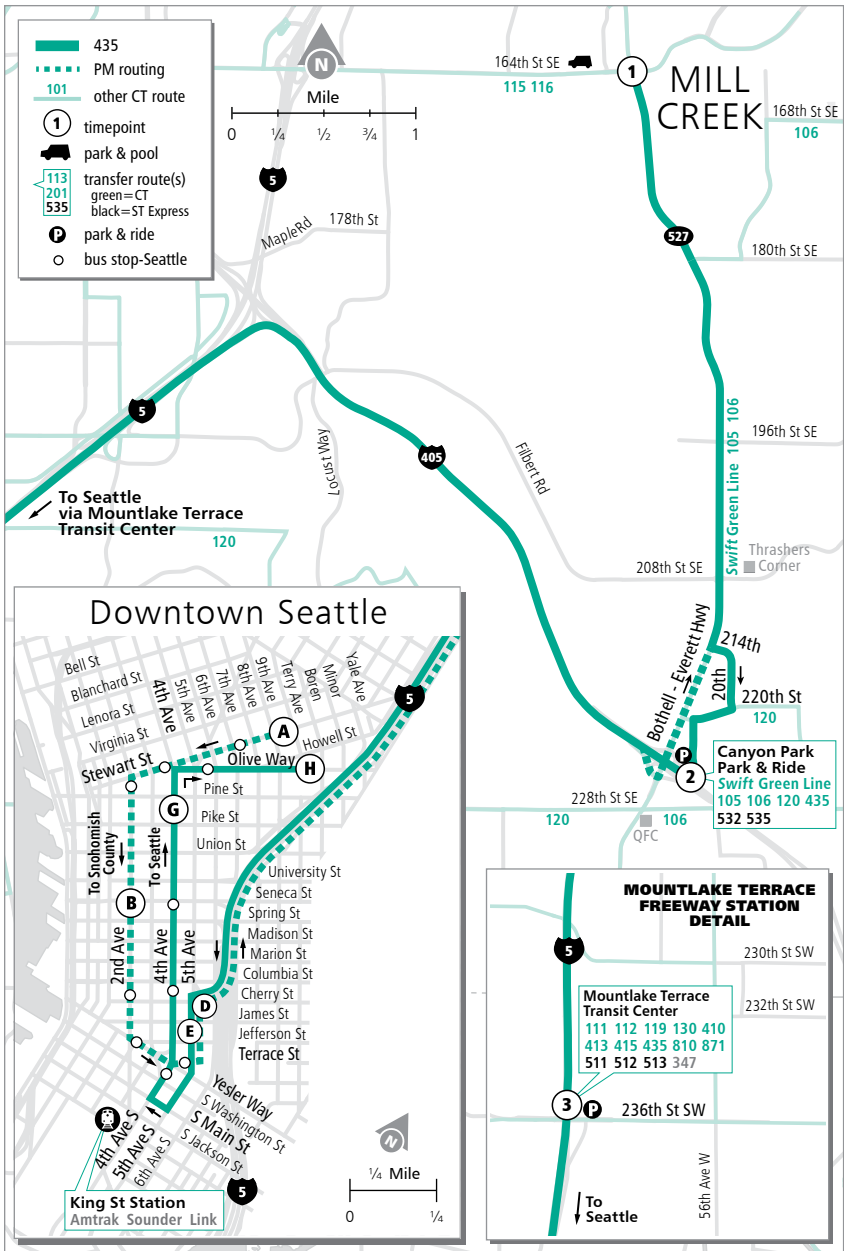 435
PM routing
101
other CT route
1
timepoint
park & pool
113
201
535
transfer route(s)
green=CT
black=ST Express
P
park & ride
bus stop-Seattle
N
Mile
0 ¼ ½ ¾ 1
5
MapleRd
178th St
164th St SE
115 116
1
MILL
CREEK
168th St SE
106
527
180th St SE
5
405
Locust Way
Filbert Rd
196th St SE
Swift Green Line 105 106
To Seattle
via Mountlake Terrace
Transit Center
120
208th St SE
Thrashers
Corner
Bothell - Everett Hwy
214th
20th
220th St
120
P
2
Canyon Park
Park & Ride
Swift Green Line
105 106 120 435
532 535
228th St SE
120
106
QFC
Downtown Seattle
Bell St
Blanchard St
Lenora St
Virginia St
Stewart St
4th Ave
5th Ave
6th Ave
7th Ave
8th Ave
9th Ave
Terry Ave
Boren
Minor
Yale Ave
5
A
Howell St
Olive Way
H
Pine St
G
Pike St
Union St
To Snohomish
County
To Seattle
B
2nd Ave
4th Ave
5th Ave
University St
Seneca St
Spring St
Madison St
Marion St
Columbia St
Cherry St
D
James St
E
Jefferson St
Terrace St
Yesler Way
S Washington St
S Main St
S Jackson St
4th Ave S
5th Ave S
6th Ave S
5
King St Station
Amtrak Sounder Link
N
¼ Mile
0 ¼
MOUNTLAKE TERRACE
FREEWAY STATION
DETAIL
5
230th St SW
232th St SW
Mountlake Terrace
Transit Center
111 112 119 130 410
413 415 435 810 871
511 512 513 347
3
P
236th St SW
56th Ave W
To
Seattle